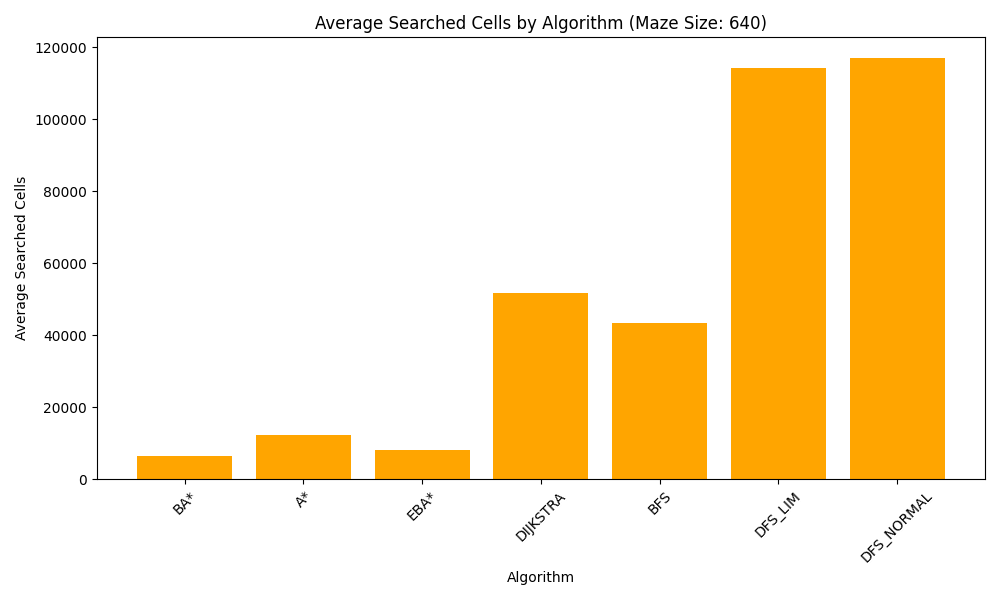 Average Searched Cells by Algorithm (Maze Size: 640)
Average Searched Cells
120000
100000
80000
60000
40000
20000
0
BA*
A*
EBA*
DIJKSTRA
BFS
DFS_LIM
DFS_NORMAL
Algorithm